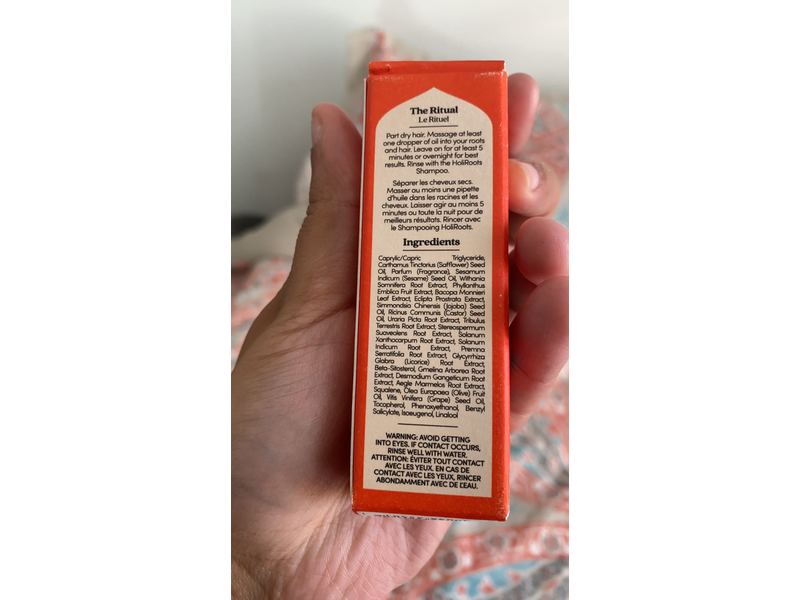 The Ritual
Le Rituel
Part dry hair. Massage at least
one dropper of oil into your roots
and hair. Leave on for at least 5
minutes or overnight for best
results. Rinse with the HoliRoots
Shampoo.
Séparer les cheveux secs.
Masser au moins une pipette
d'huile dans les racines et les
cheveux. Laisser agir au moins 5
minutes ou toute la nuit pour de
meilleurs résultats. Rincer avec
le Shampooing HoliRoots.
Ingredients
Caprylic/Capric Triglyceride,
Carthamus Tinctorius (Safflower) Seed
Oil, Parfum (Fragrance), Sesamum
Indicum (Sesame) Seed Oil, Withania
Somnifera Root Extract, Phyllanthus
Emblica Fruit Extract, Bacopa Monnieri
Leaf Extract, Eclipta Prostrata Extract,
Simmondsia Chinensis (Jojoba) Seed
Oil, Ricinus Communis (Castor) Seed
Oil, Uraria Picta Root Extract, Tribulus
Terrestris Root Extract, Stereospermum
Suaveolens Root Extract, Solanum
Xanthocarpum Root Extract, Solanum
Indicum Root Extract, Premna
Serratifolia Root Extract, Glycyrrhiza
Glabra (Licorice) Root Extract,
Beta-Sitosterol, Gmelina Arborea Root
Extract, Desmodium Gangeticum Root
Extract, Aegle Marmelos Root Extract,
Squalene, Olea Europaea (Olive) Fruit
Oil, Vitis Vinifera (Grape) Seed Oil,
Tocopherol, Phenoxyethanol, Benzyl
Salicylate, Isoeugenol, Linalool
WARNING: AVOID GETTING
INTO EYES. IF CONTACT OCCURS,
RINSE WELL WITH WATER.
ATTENTION: ÉVITER TOUT CONTACT
AVEC LES YEUX. EN CAS DE
CONTACT AVEC LES YEUX, RINCER
ABONDAMMENT AVEC DE L'EAU.